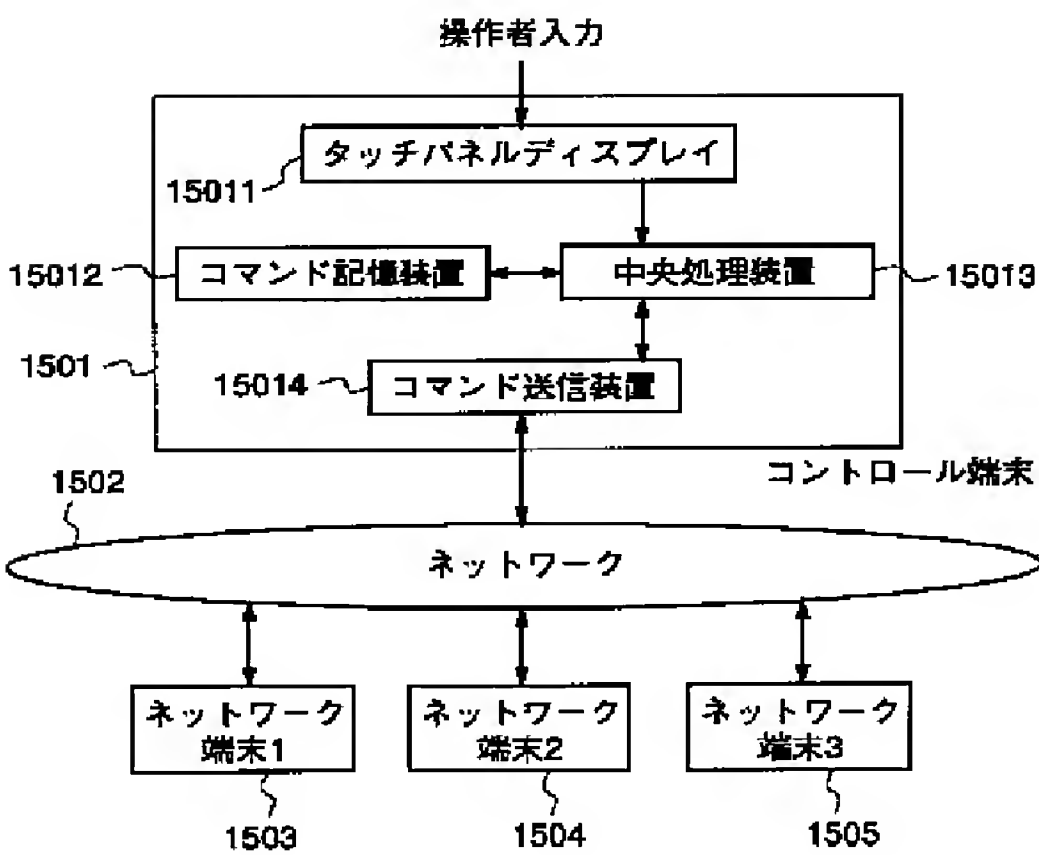 操作者入力
タッチパネルディスプレイ
15011
15012
コマンド記憶装置
中央処理装置
15013
1501
15014
コマンド送信装置
コントロール端末
1502
ネットワーク
ネットワーク
端末1
ネットワーク
端末2
ネットワーク
端末3
1503
1504
1505